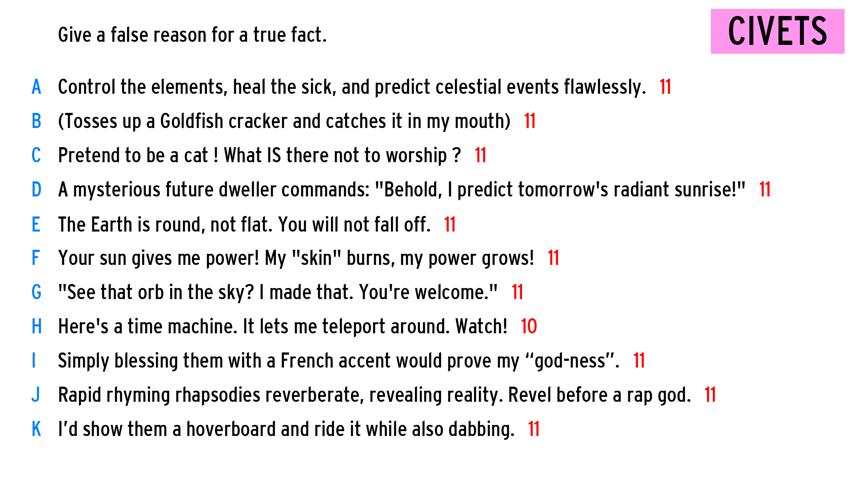 Give a false reason for a true fact.
CIVETS
A Control the elements, heal the sick, and predict celestial events flawlessly. 11
B (Tosses up a Goldfish cracker and catches it in my mouth) 11
C Pretend to be a cat ! What IS there not to worship ? 11
D A mysterious future dweller commands: "Behold, I predict tomorrow's radiant sunrise!" 11
E The Earth is round, not flat. You will not fall off. 11
F Your sun gives me power! My "skin" burns, my power grows! 11
G "See that orb in the sky? I made that. You're welcome." 11
H Here's a time machine. It lets me teleport around. Watch! 10
I Simply blessing them with a French accent would prove my “god-ness”. 11
J Rapid rhyming rhapsodies reverberate, revealing reality. Revel before a rap god. 11
K I’d show them a hoverboard and ride it while also dabbing. 11